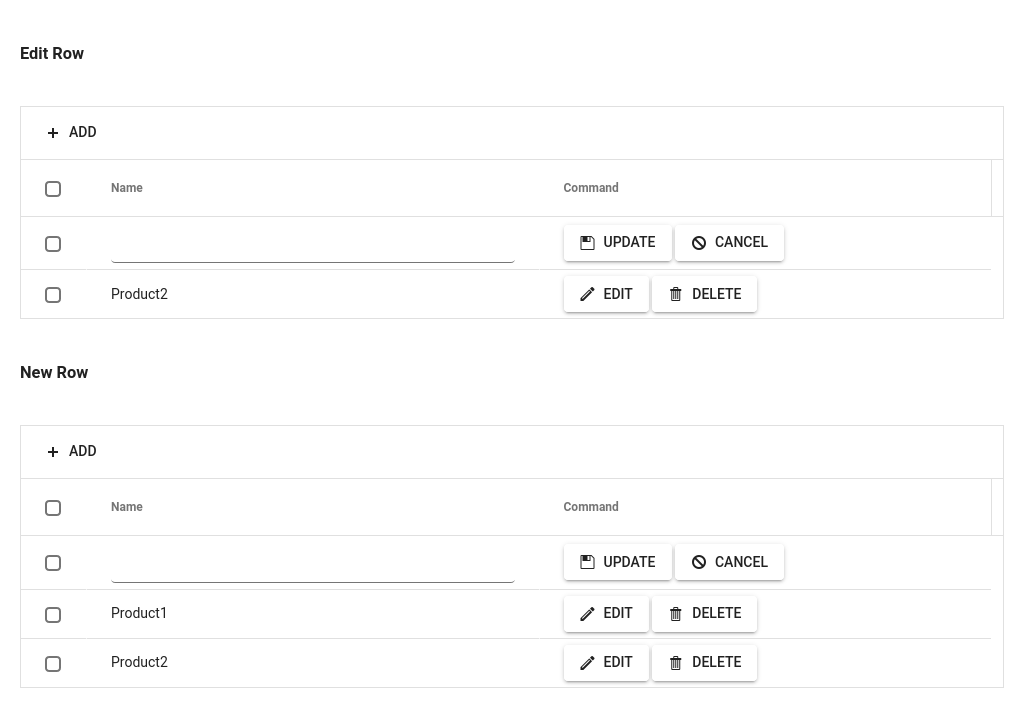 Edit Row
ADD
Name Command
UPDATE CANCEL
Product2 EDIT DELETE
New Row
ADD
Name Command
UPDATE CANCEL
Product1 EDIT DELETE
Product2 EDIT DELETE